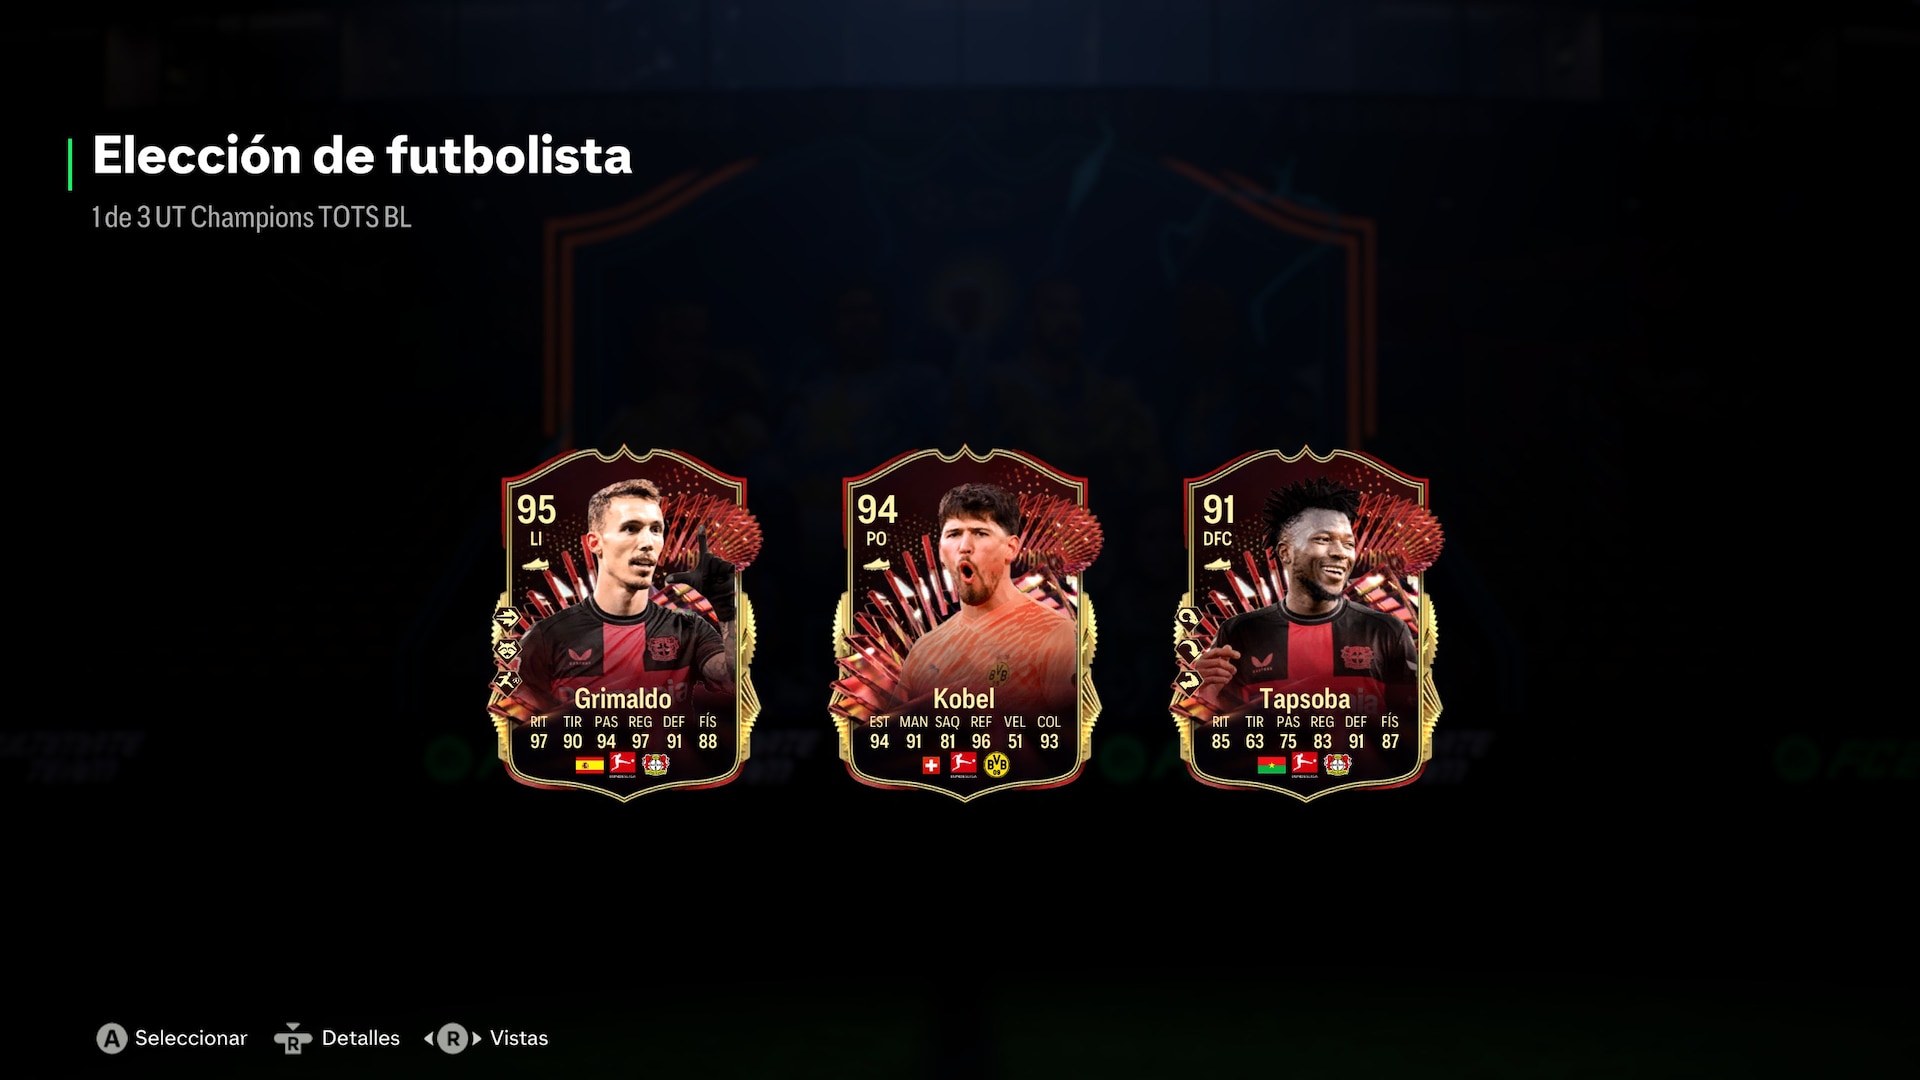 Elección de futbolista
1 de 3 UT Champions TOTS BL
95
LI
Grimaldo
RIT TIR PAS REG DEF FÍS
97 90 94 97 91 88
94
PO
Kobel
EST MAN SAQ REF VEL COL
94 91 81 96 51 93
BVB
09
91
DFC
Tapsoba
RIT TIR PAS REG DEF FÍS
85 63 75 83 91 87
A Seleccionar R Detalles R Vistas